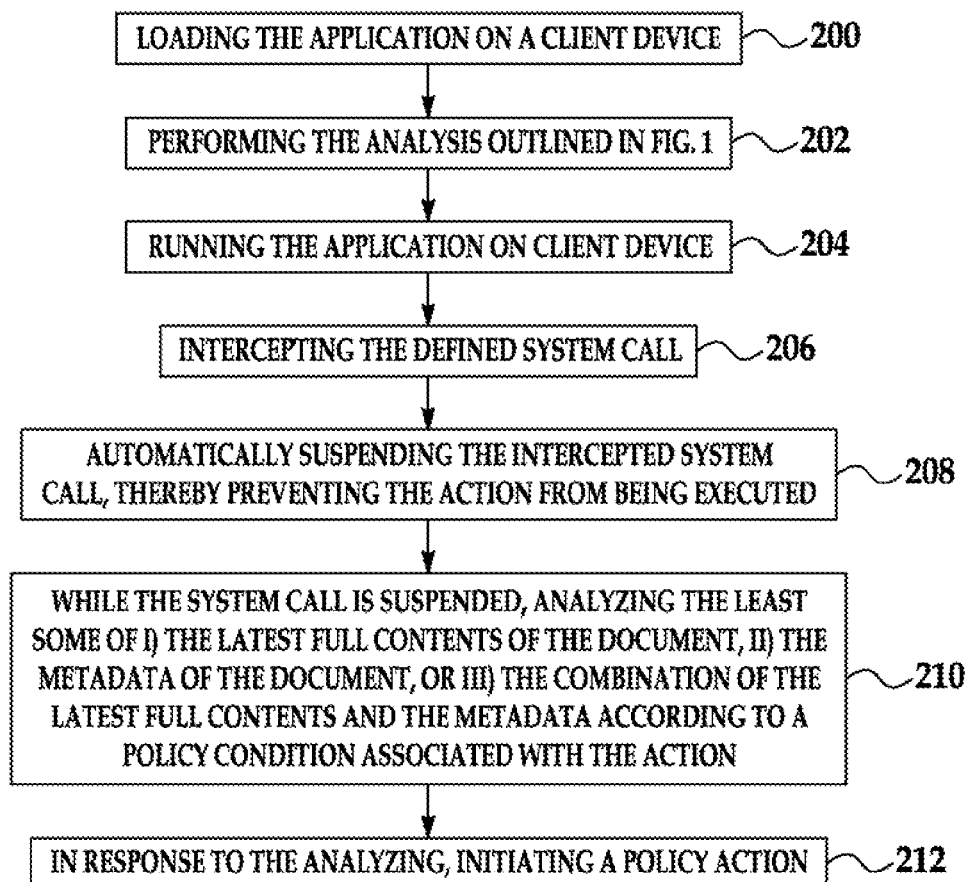 LOADING THE APPLICATION ON A CLIENT DEVICE 200
PERFORMING THE ANALYSIS OUTLINED IN FIG. 1 202
RUNNING THE APPLICATION ON CLIENT DEVICE 204
INTERCEPTING THE DEFINED SYSTEM CALL 206
AUTOMATICALLY SUSPENDING THE INTERCEPTED SYSTEM
CALL, THEREBY PREVENTING THE ACTION FROM BEING EXECUTED 208
WHILE THE SYSTEM CALL IS SUSPENDED, ANALYZING THE LEAST
SOME OF I) THE LATEST FULL CONTENTS OF THE DOCUMENT, II) THE
METADATA OF THE DOCUMENT, OR III) THE COMBINATION OF THE 210
LATEST FULL CONTENTS AND THE METADATA ACCORDING TO A
POLICY CONDITION ASSOCIATED WITH THE ACTION
IN RESPONSE TO THE ANALYZING, INITIATING A POLICY ACTION 212